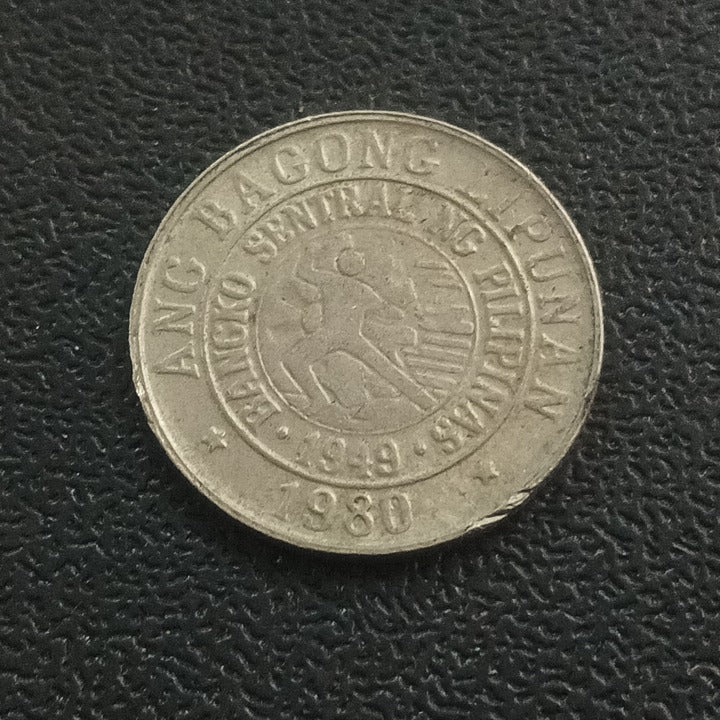 ANG BAGONG LIPUNAN
BANGKO SENTRAL NG PILIPINAS
1949
1980